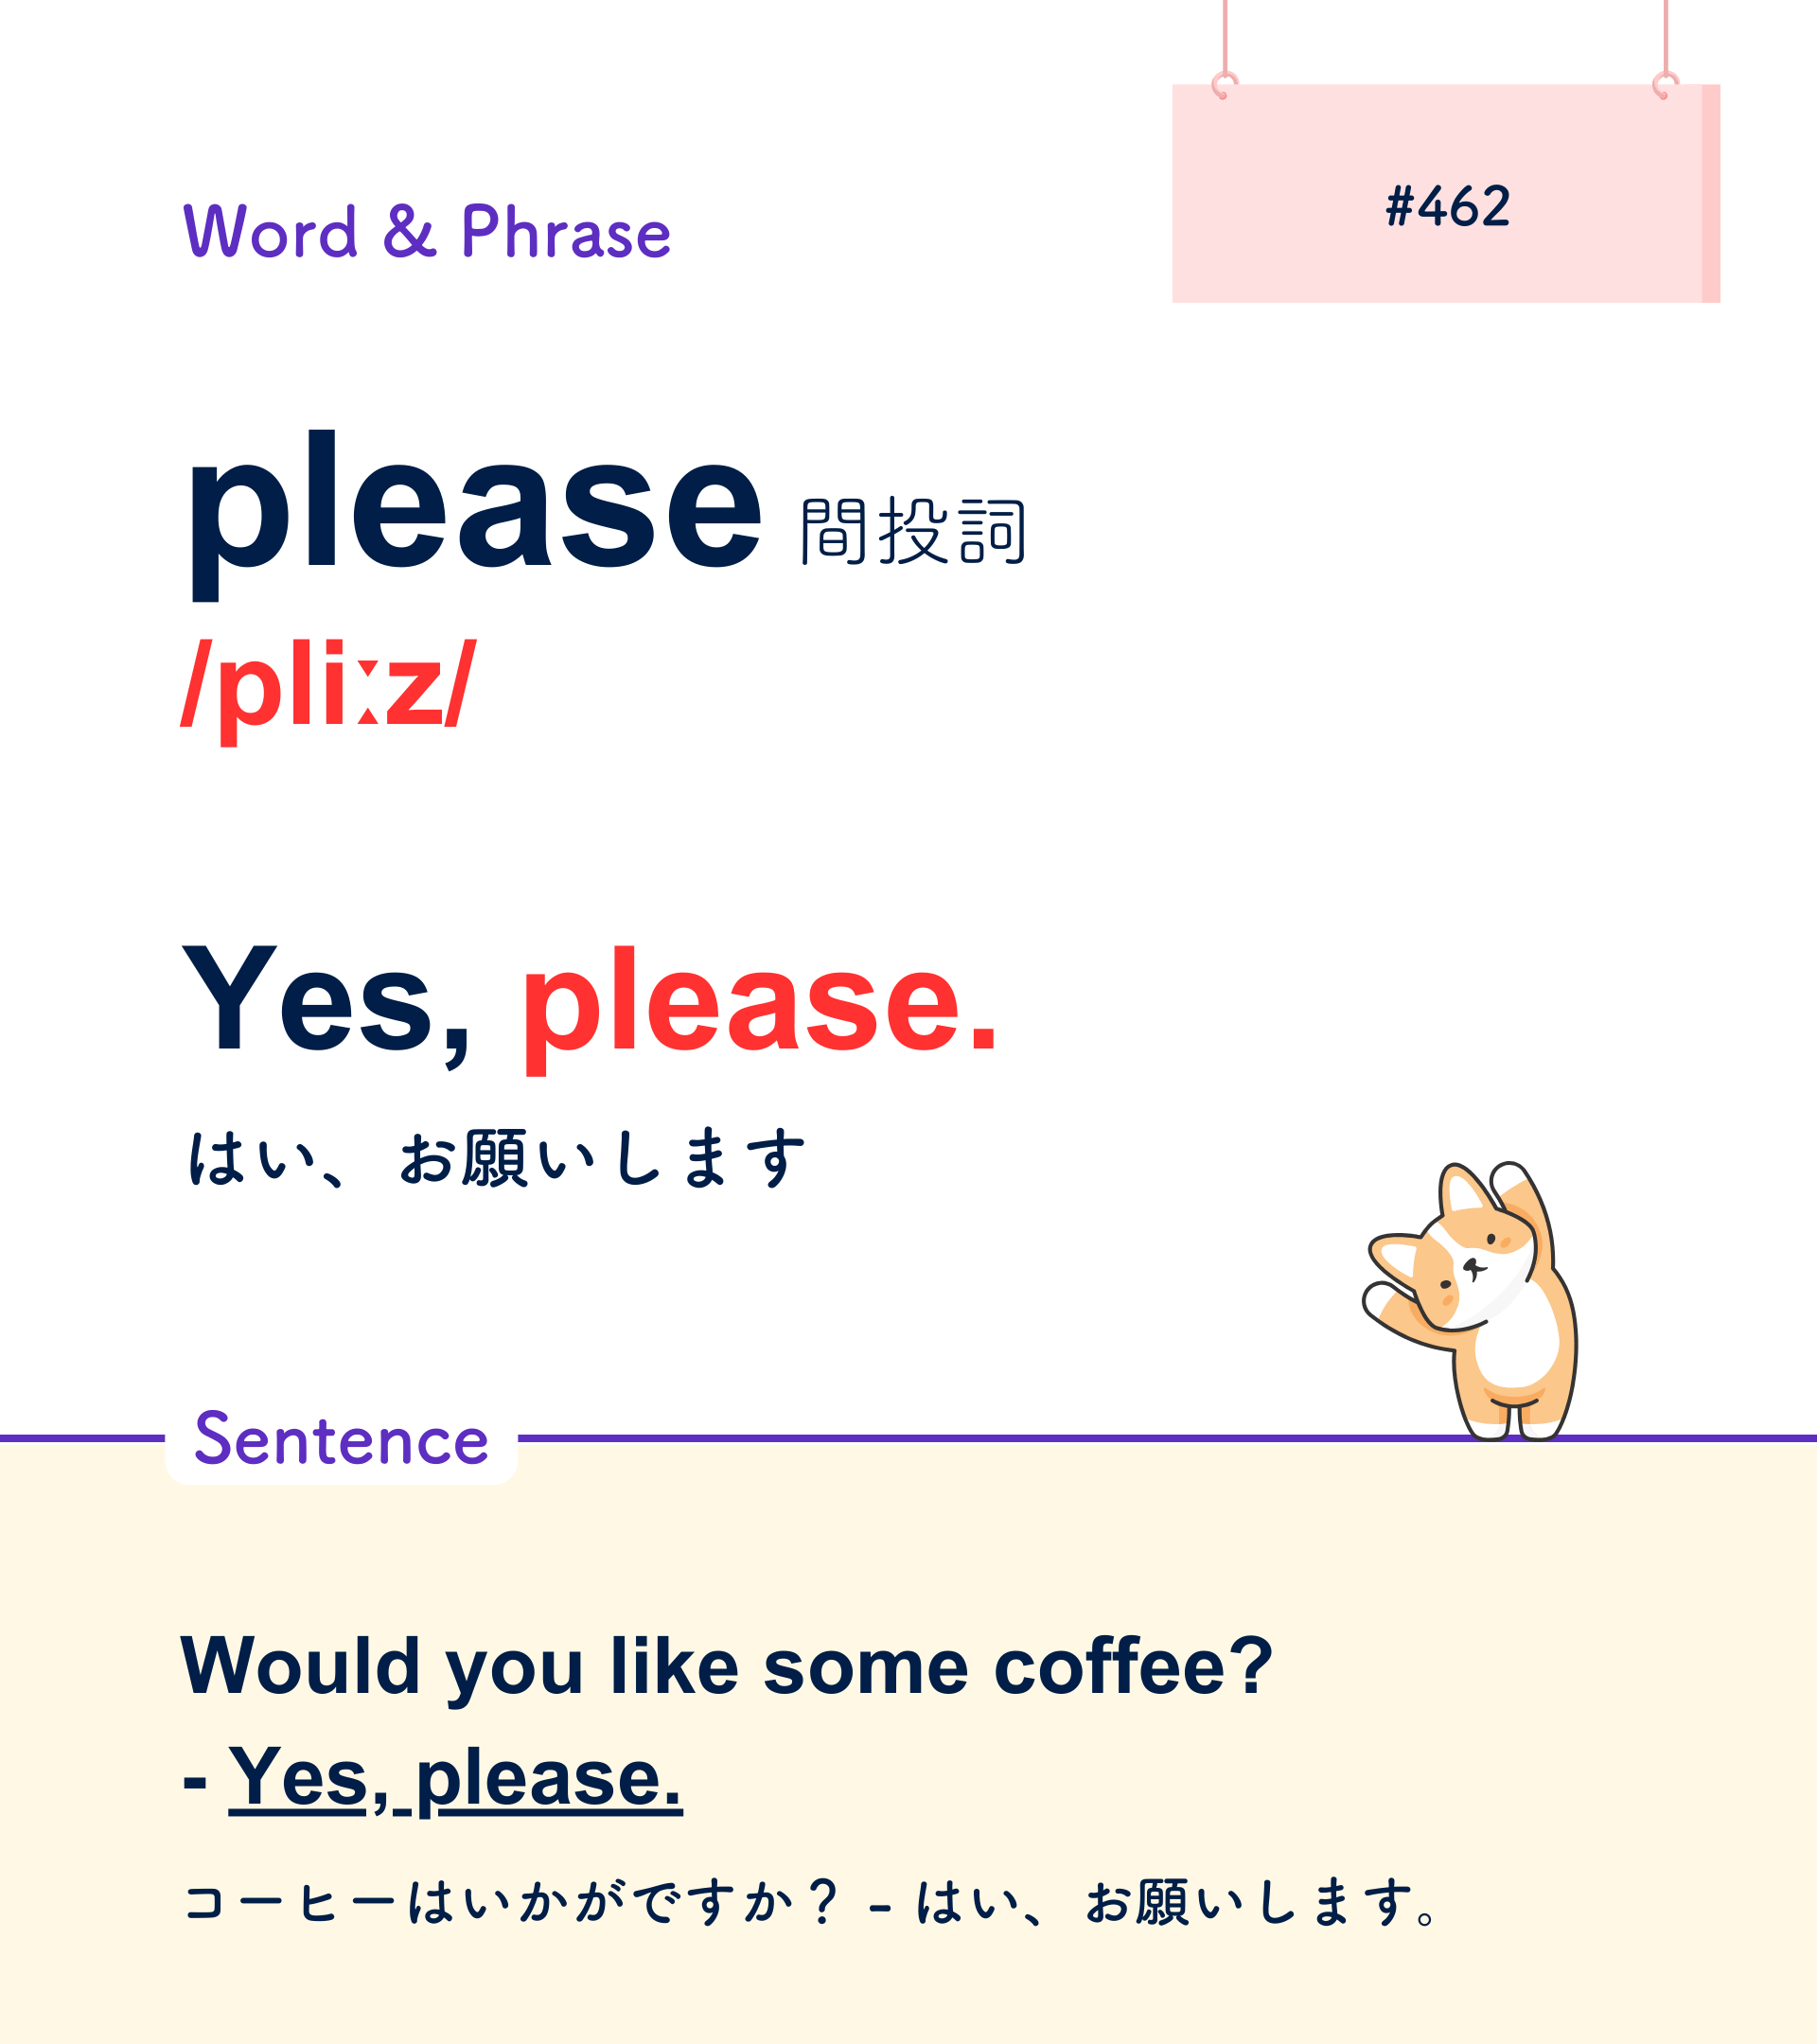 #462
Word & Phrase
please 間投詞
/pliːz/
Yes, please.
はい、お願いします
Sentence
Would you like some coffee?
- Yes, please.
コーヒーはいかがですか？ - はい、お願いします。